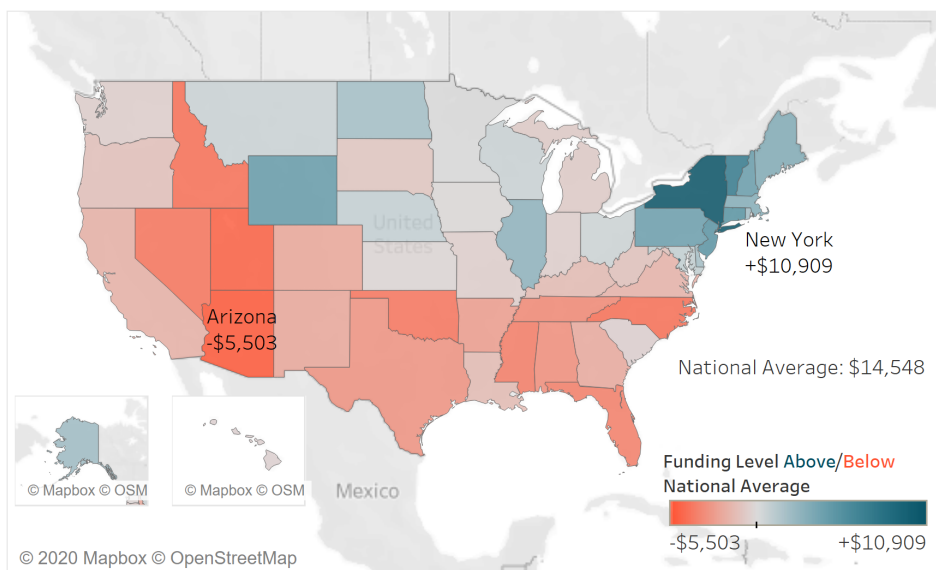 United
States
New York
+$10,909
Arizona
-$5,503
National Average: $14,548
© Mapbox © OSM
© Mapbox © OSM
Mexico
Funding Level Above/Below
National Average
-$5,503
+$10,909
© 2020 Mapbox © OpenStreetMap